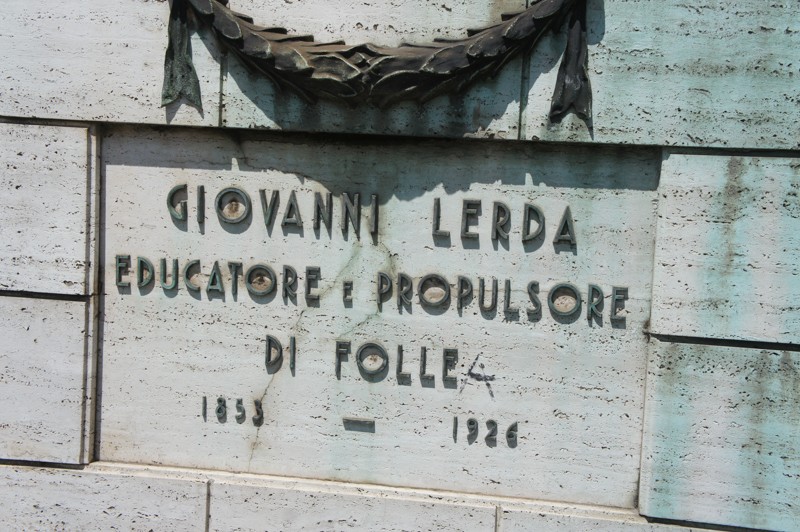 GIOVANNI LERDA
EDUCATORE E PROPULSORE
DI FOLLE
1853 - 1926